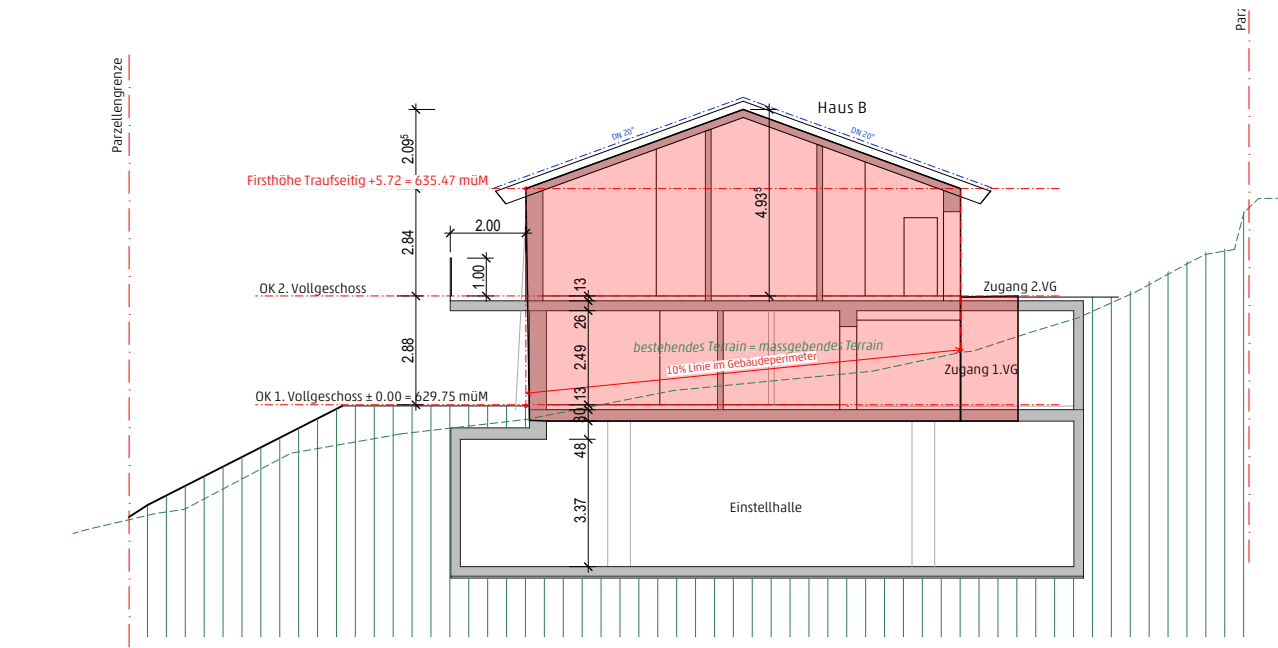 Parzellengrenze
Parz
Haus B
DN 20°
DN 20°
2.09⁵
Firsthöhe Traufseitig +5.72 = 635.47 müM
4.93⁵
2.00
2.84
1.00
13
OK 2. Vollgeschoss
Zugang 2.VG
26
bestehendes Terrain = massgebendes Terrain
2.88
2.49
10% Linie im Gebäudeperimeter
Zugang 1.VG
OK 1. Vollgeschoss ± 0.00 = 629.75 müM
13
30
48
3.37
Einstellhalle